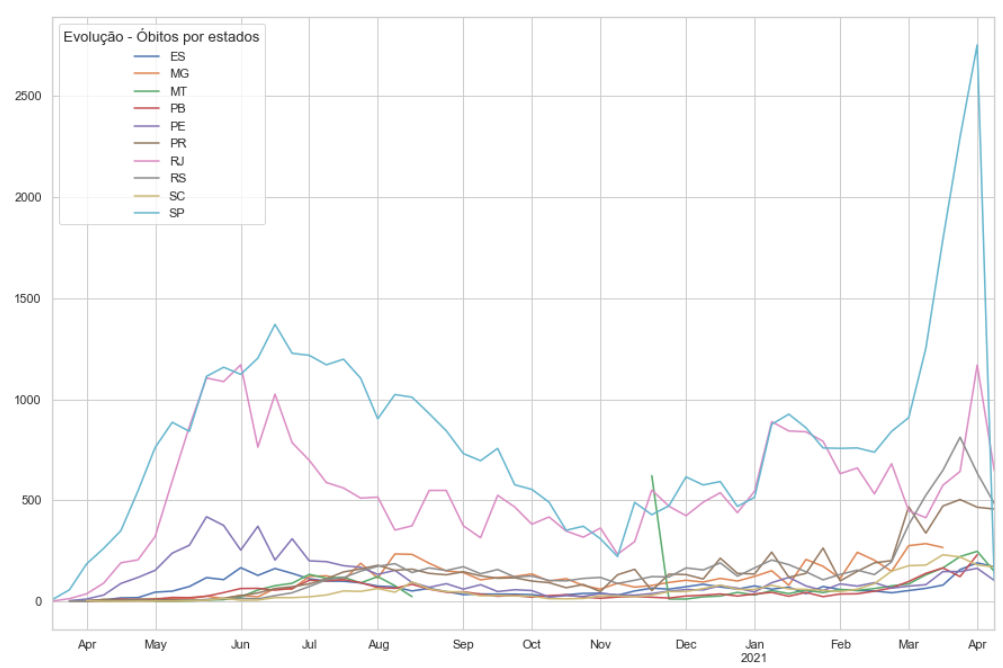 Evolução - Óbitos por estados
ES
MG
MT
PB
PE
PR
RJ
RS
SC
SP
2500
2000
1500
1000
500
0
Apr May Jun Jul Aug Sep Oct Nov Dec Jan Feb Mar Apr
2021